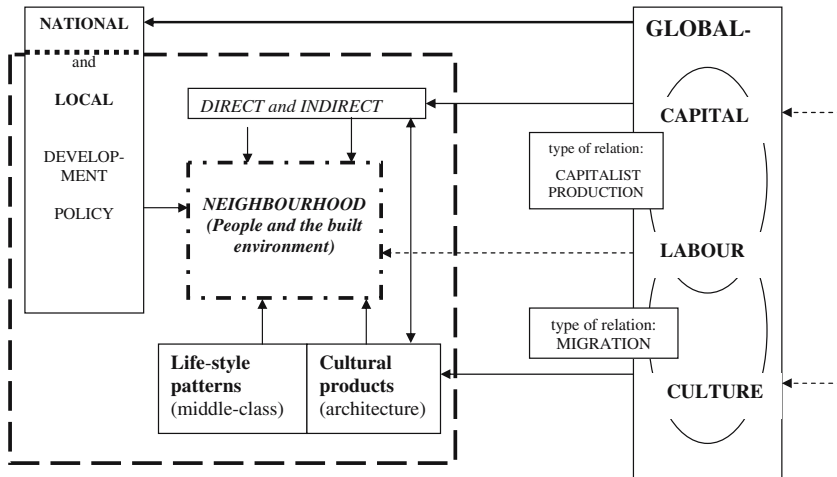 NATIONAL
and
LOCAL
DEVELOP-
MENT
POLICY
DIRECT and INDIRECT
NEIGHBOURHOOD
(People and the built
environment)
Life-style
patterns
(middle-class)
Cultural
products
(architecture)
GLOBAL-
CAPITAL
type of relation:
CAPITALIST
PRODUCTION
LABOUR
type of relation:
MIGRATION
CULTURE